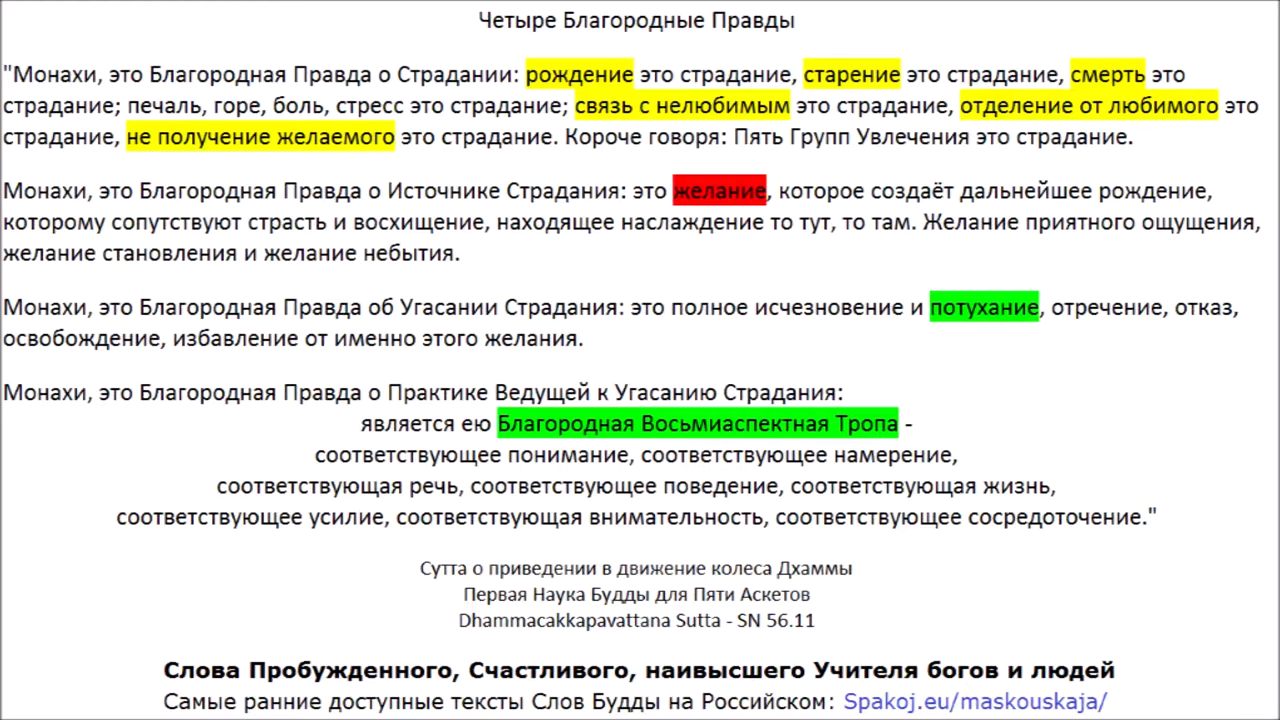 Четыре Благородные Правды
"Монахи, это Благородная Правда о Страдании: рождение это страдание, старение это страдание, смерть это
страдание; печаль, горе, боль, стресс это страдание; связь с нелюбимым это страдание, отделение от любимого это
страдание, не получение желаемого это страдание. Короче говоря: Пять Групп Увлечения это страдание.
Монахи, это Благородная Правда о Источнике Страдания: это желание, которое создаёт дальнейшее рождение,
которому сопутствуют страсть и восхищение, находящее наслаждение то тут, то там. Желание приятного ощущения,
желание становления и желание небытия.
Монахи, это Благородная Правда об Угасании Страдания: это полное исчезновение и потухание, отречение, отказ,
освобождение, избавление от именно этого желания.
Монахи, это Благородная Правда о Практике Ведущей к Угасанию Страдания:
является ею Благородная Восьмиаспектная Тропа -
соответствующее понимание, соответствующее намерение,
соответствующая речь, соответствующее поведение, соответствующая жизнь,
соответствующее усилие, соответствующая внимательность, соответствующее сосредоточение."
Сутта о приведении в движение колеса Дхаммы
Первая Наука Будды для Пяти Аскетов
Dhammacakkapavattana Sutta - SN 56.11
Слова Пробужденного, Счастливого, наивысшего Учителя богов и людей
Самые ранние доступные тексты Слов Будды на Российском: Spakoj.eu/maskouskaja/